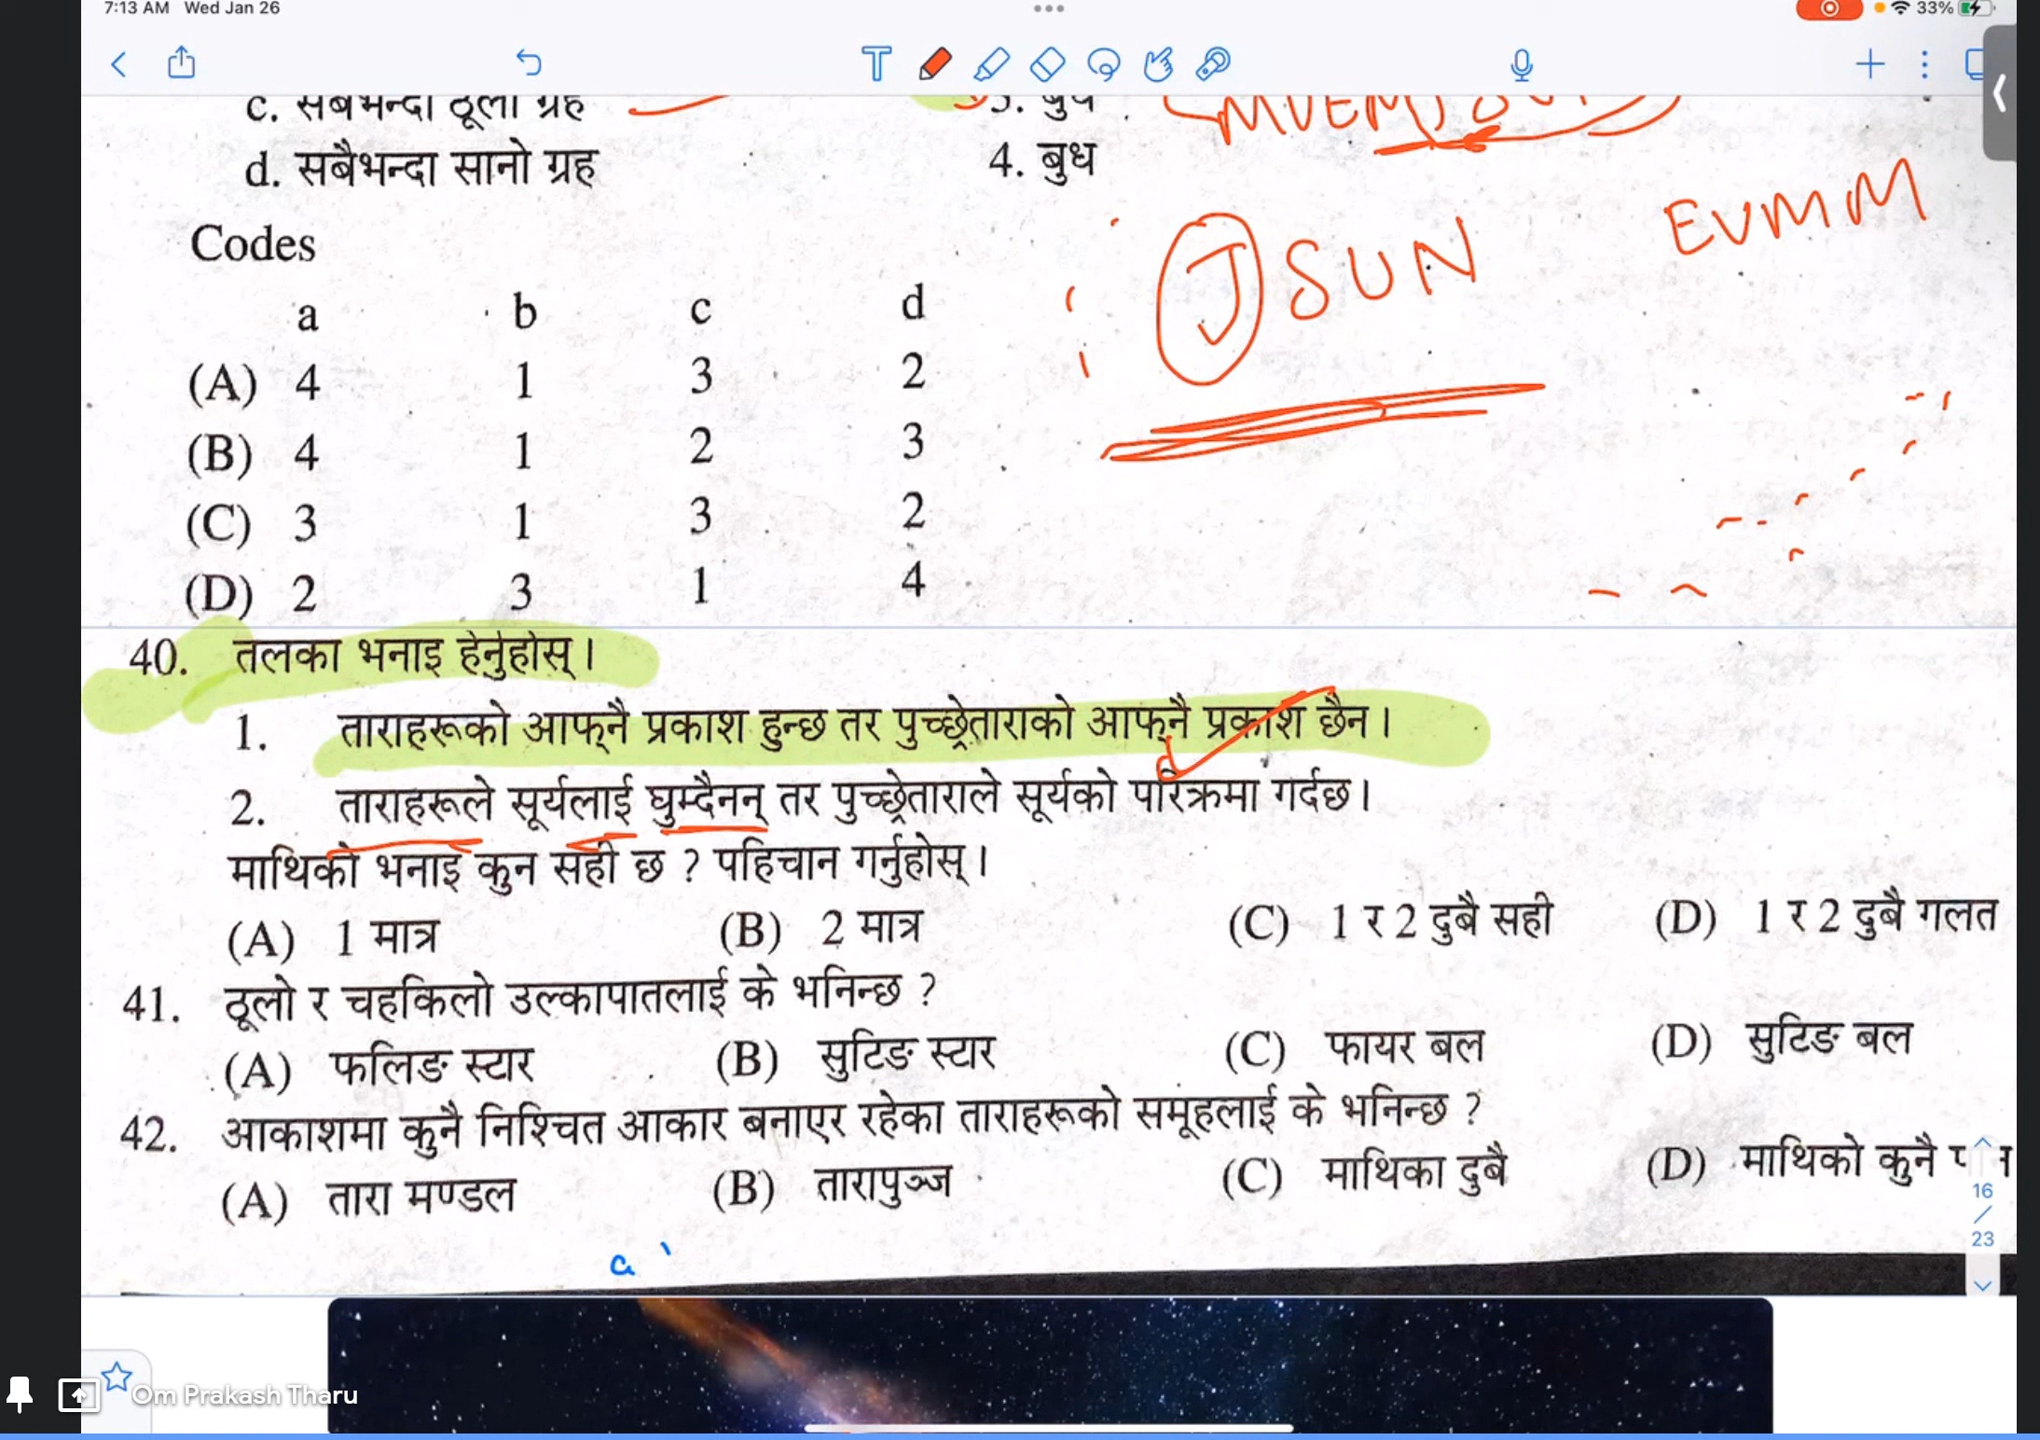 7:13 AM Wed Jan 26
33%
c. सबैभन्दा ठूलो ग्रह
d. सबैभन्दा सानो ग्रह
4. बुध
J SUN
EVMM
Codes
a b c d
(A) 4 1 3 2
(B) 4 1 2 3
(C) 3 1 3 2
(D) 2 3 1 4
40. तलका भनाइ हेर्नुहोस् ।
1. ताराहरूको आफ्नै प्रकाश हुन्छ तर पुच्छ्रेताराको आफ्नै प्रकाश छैन ।
2. ताराहरूले सूर्यलाई घुम्दैनन् तर पुच्छ्रेताराले सूर्यको परिक्रमा गर्दछ ।
माथिको भनाइ कुन सही छ ? पहिचान गर्नुहोस् ।
(A) 1 मात्र (B) 2 मात्र (C) 1 र 2 दुबै सही (D) 1 र 2 दुबै गलत
41. ठूलो र चहकिलो उल्कापातलाई के भनिन्छ ?
(A) फलिङ स्टार (B) सुटिङ स्टार (C) फायर बल (D) सुटिङ बल
42. आकाशमा कुनै निश्चित आकार बनाएर रहेका ताराहरूको समूहलाई के भनिन्छ ?
(A) तारा मण्डल (B) तारापुञ्ज (C) माथिका दुबै (D) माथिको कुनै
16
/
23
Om Prakash Tharu